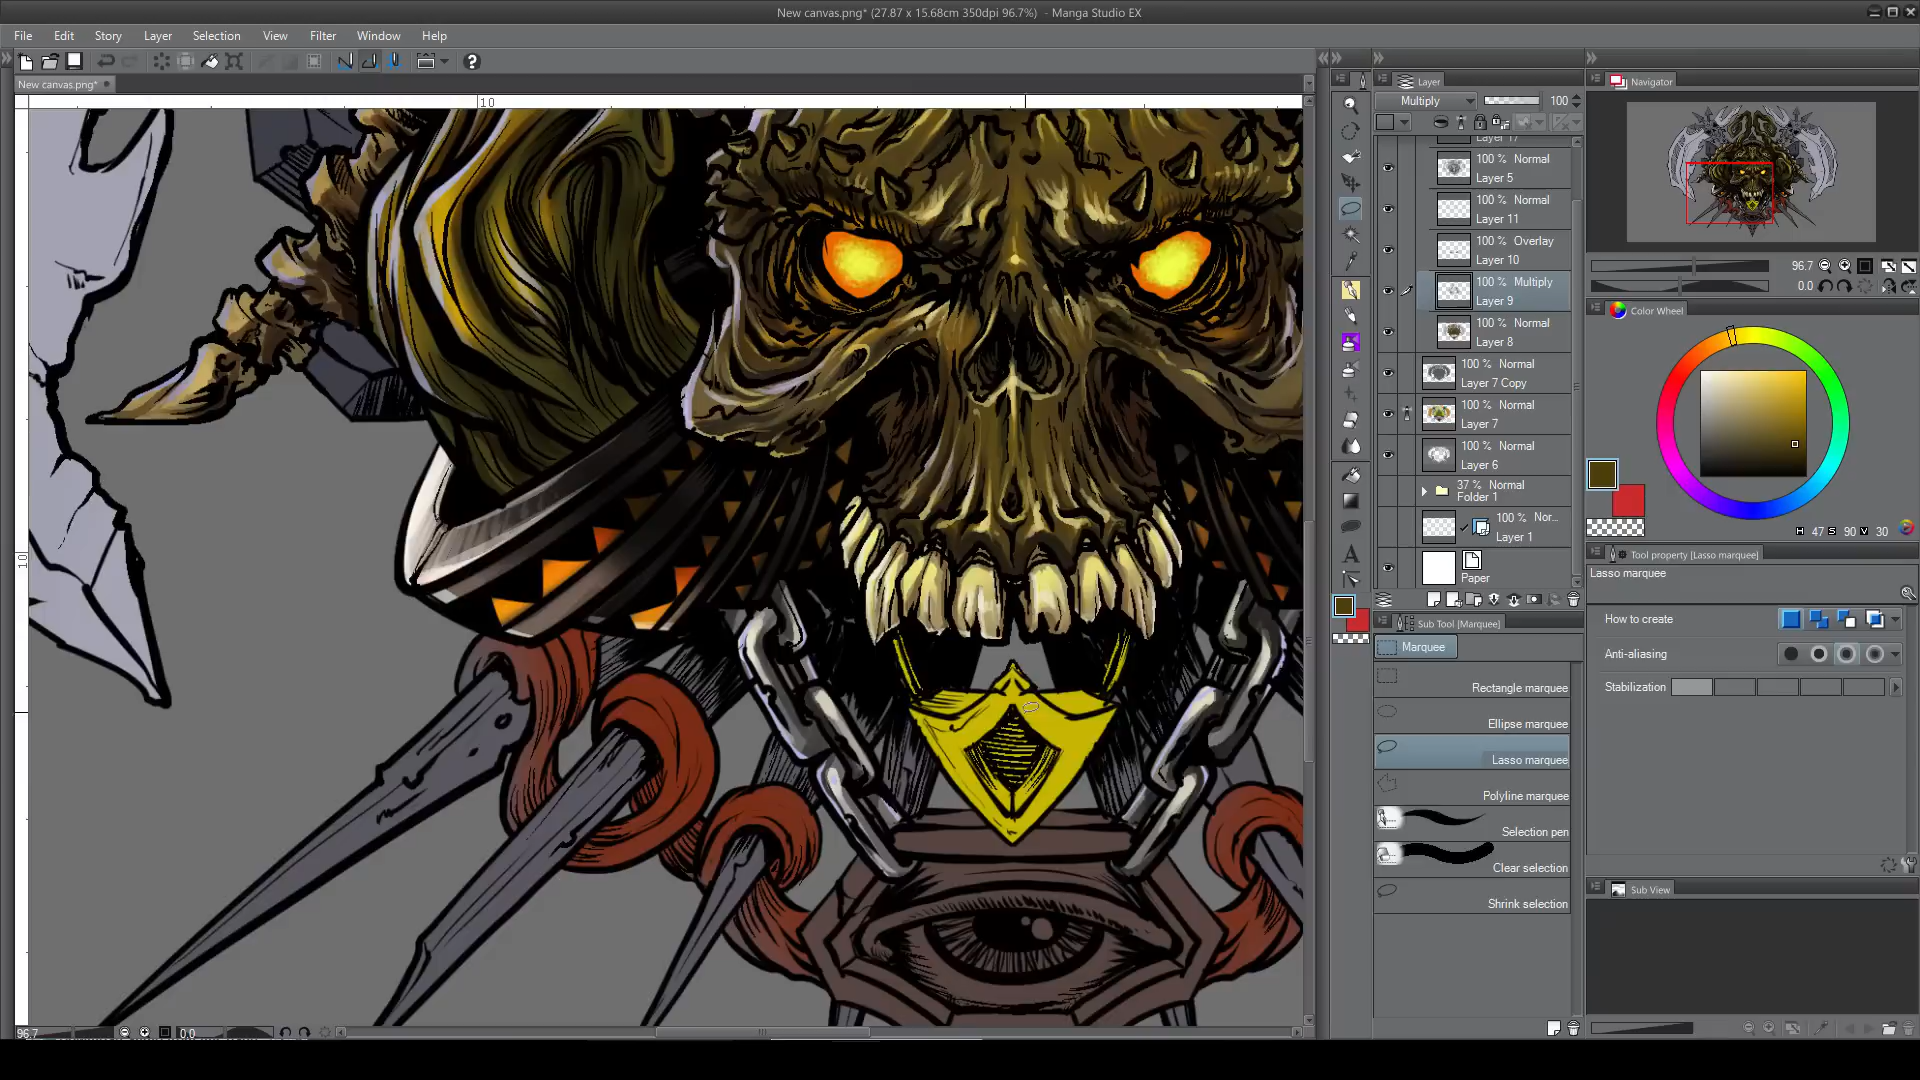 New canvas.png* (27.87 x 15.68cm 350dpi 96.7%) - Manga Studio EX
File Edit Story Layer Selection View Filter Window Help
New canvas.png*
10
10
96.7 0.0
Layer
Multiply 100
Layer 17
100 % Normal
Layer 5
100 % Normal
Layer 11
100 % Overlay
Layer 10
100 % Multiply
Layer 9
100 % Normal
Layer 8
100 % Normal
Layer 7 Copy
100 % Normal
Layer 7
100 % Normal
Layer 6
37 % Normal
Folder 1
100 % Nor...
Layer 1
Paper
Sub Tool [Marquee]
Marquee
Rectangle marquee
Ellipse marquee
Lasso marquee
Polyline marquee
Selection pen
Clear selection
Shrink selection
Navigator
96.7
0.0
Color Wheel
H 47 S 90 V 30
Tool property [Lasso marquee]
Lasso marquee
How to create
Anti-aliasing
Stabilization
Sub View